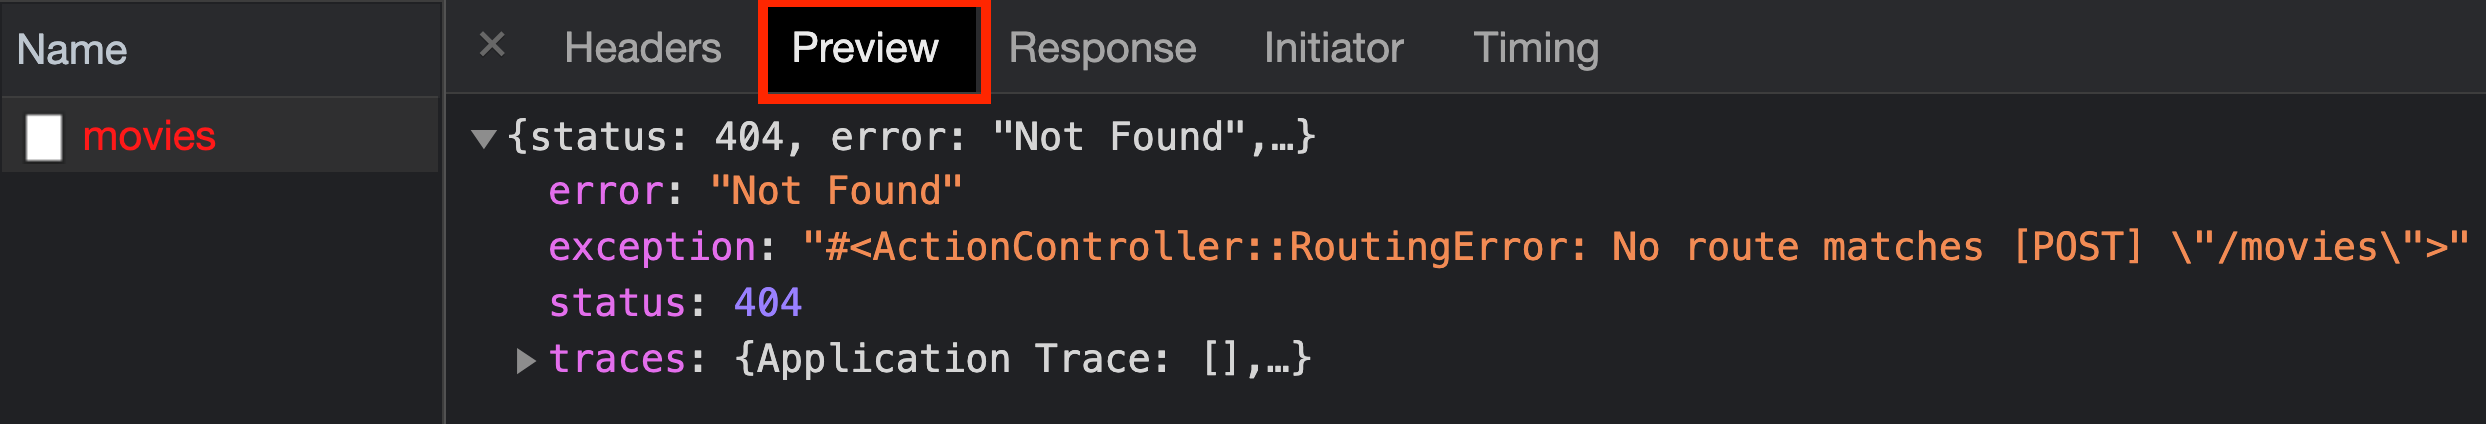 Name
movies
× Headers Preview Response Initiator Timing
▼{status: 404, error: "Not Found",…}
error: "Not Found"
exception: "#<ActionController::RoutingError: No route matches [POST] \"/movies\">"
status: 404
▶traces: {Application Trace: [],…}